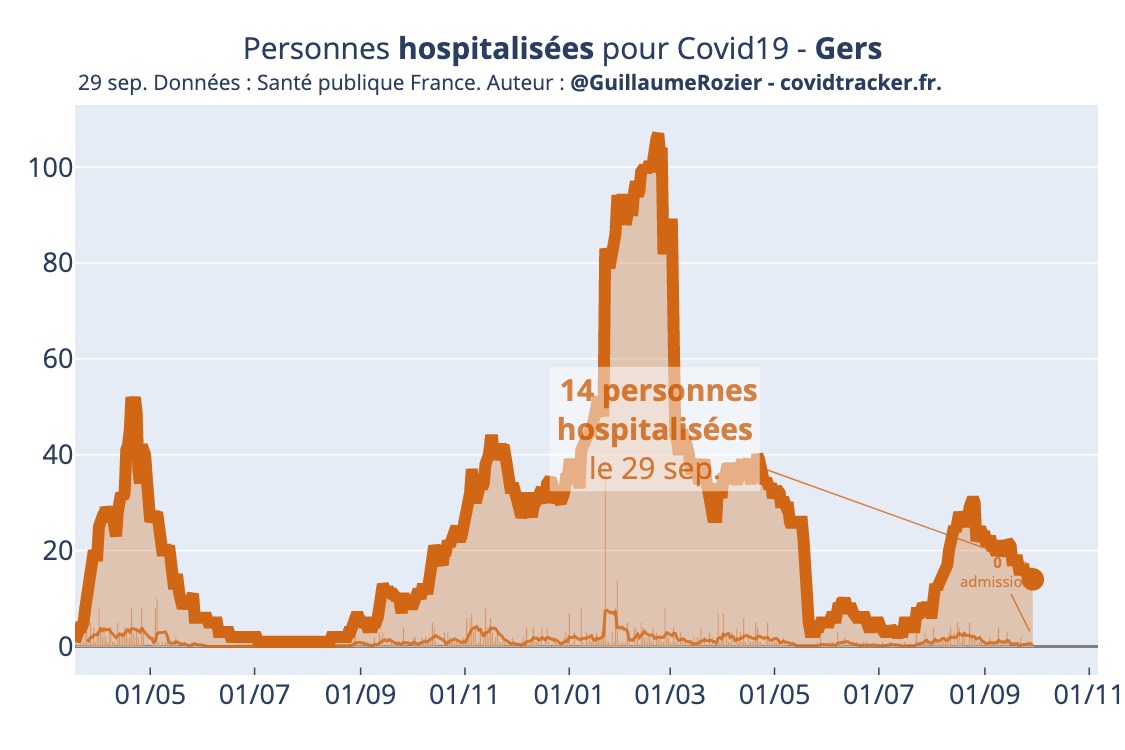 Personnes hospitalisées pour Covid19 - Gers
29 sep. Données : Santé publique France. Auteur : @GuillaumeRozier - covidtracker.fr.
100
80
60
40
20
0
14 personnes
hospitalisées
le 29 sep.
0
admissio
01/05 01/07 01/09 01/11 01/01 01/03 01/05 01/07 01/09 01/11